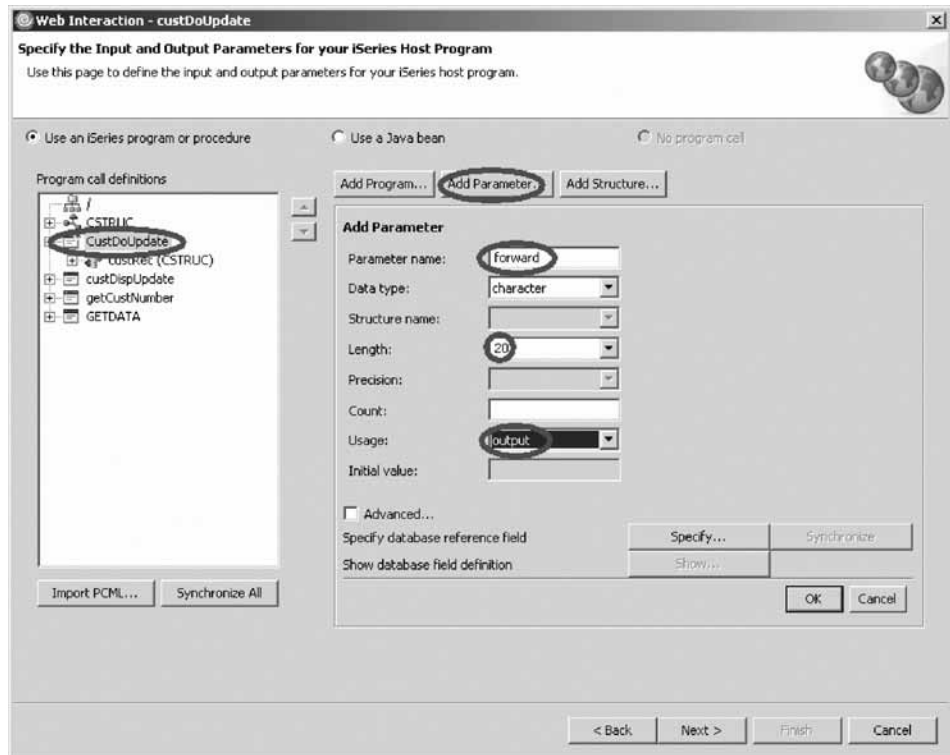 Web Interaction - custDoUpdate
Specify the Input and Output Parameters for your iSeries Host Program
Use this page to define the input and output parameters for your iSeries host program.
Use an iSeries program or procedure
Use a Java bean
No program call
Program call definitions
/
CSTRUC
CustDoUpdate
custRec (CSTRUC)
custDispUpdate
getCustNumber
GETDATA
Import PCML...
Synchronize All
Add Program...
Add Parameter...
Add Structure...
Add Parameter
Parameter name: forward
Data type: character
Structure name:
Length: 20
Precision:
Count:
Usage: output
Initial value:
Advanced...
Specify database reference field
Specify...
Synchronize
Show database field definition
Show...
OK
Cancel
< Back
Next >
Finish
Cancel